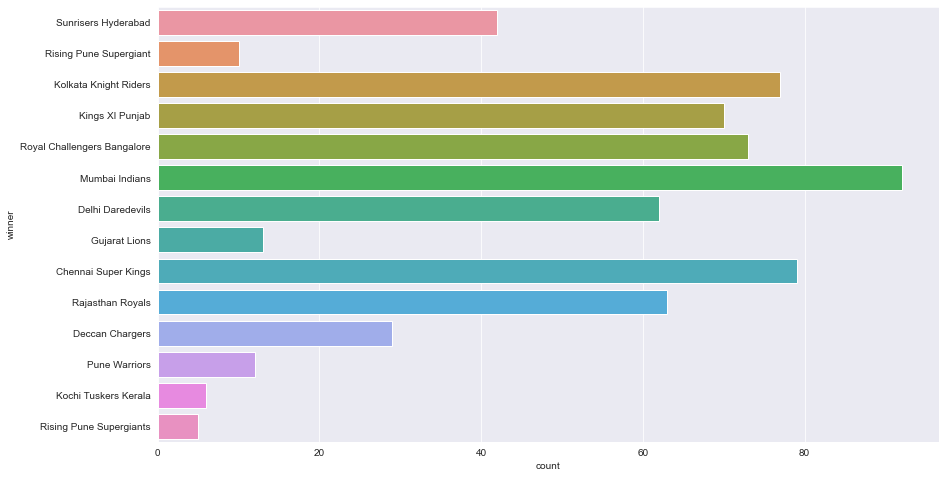 Sunrisers Hyderabad
Rising Pune Supergiant
Kolkata Knight Riders
Kings XI Punjab
Royal Challengers Bangalore
Mumbai Indians
Delhi Daredevils
Gujarat Lions
Chennai Super Kings
Rajasthan Royals
Deccan Chargers
Pune Warriors
Kochi Tuskers Kerala
Rising Pune Supergiants
winner
0 20 40 60 80
count